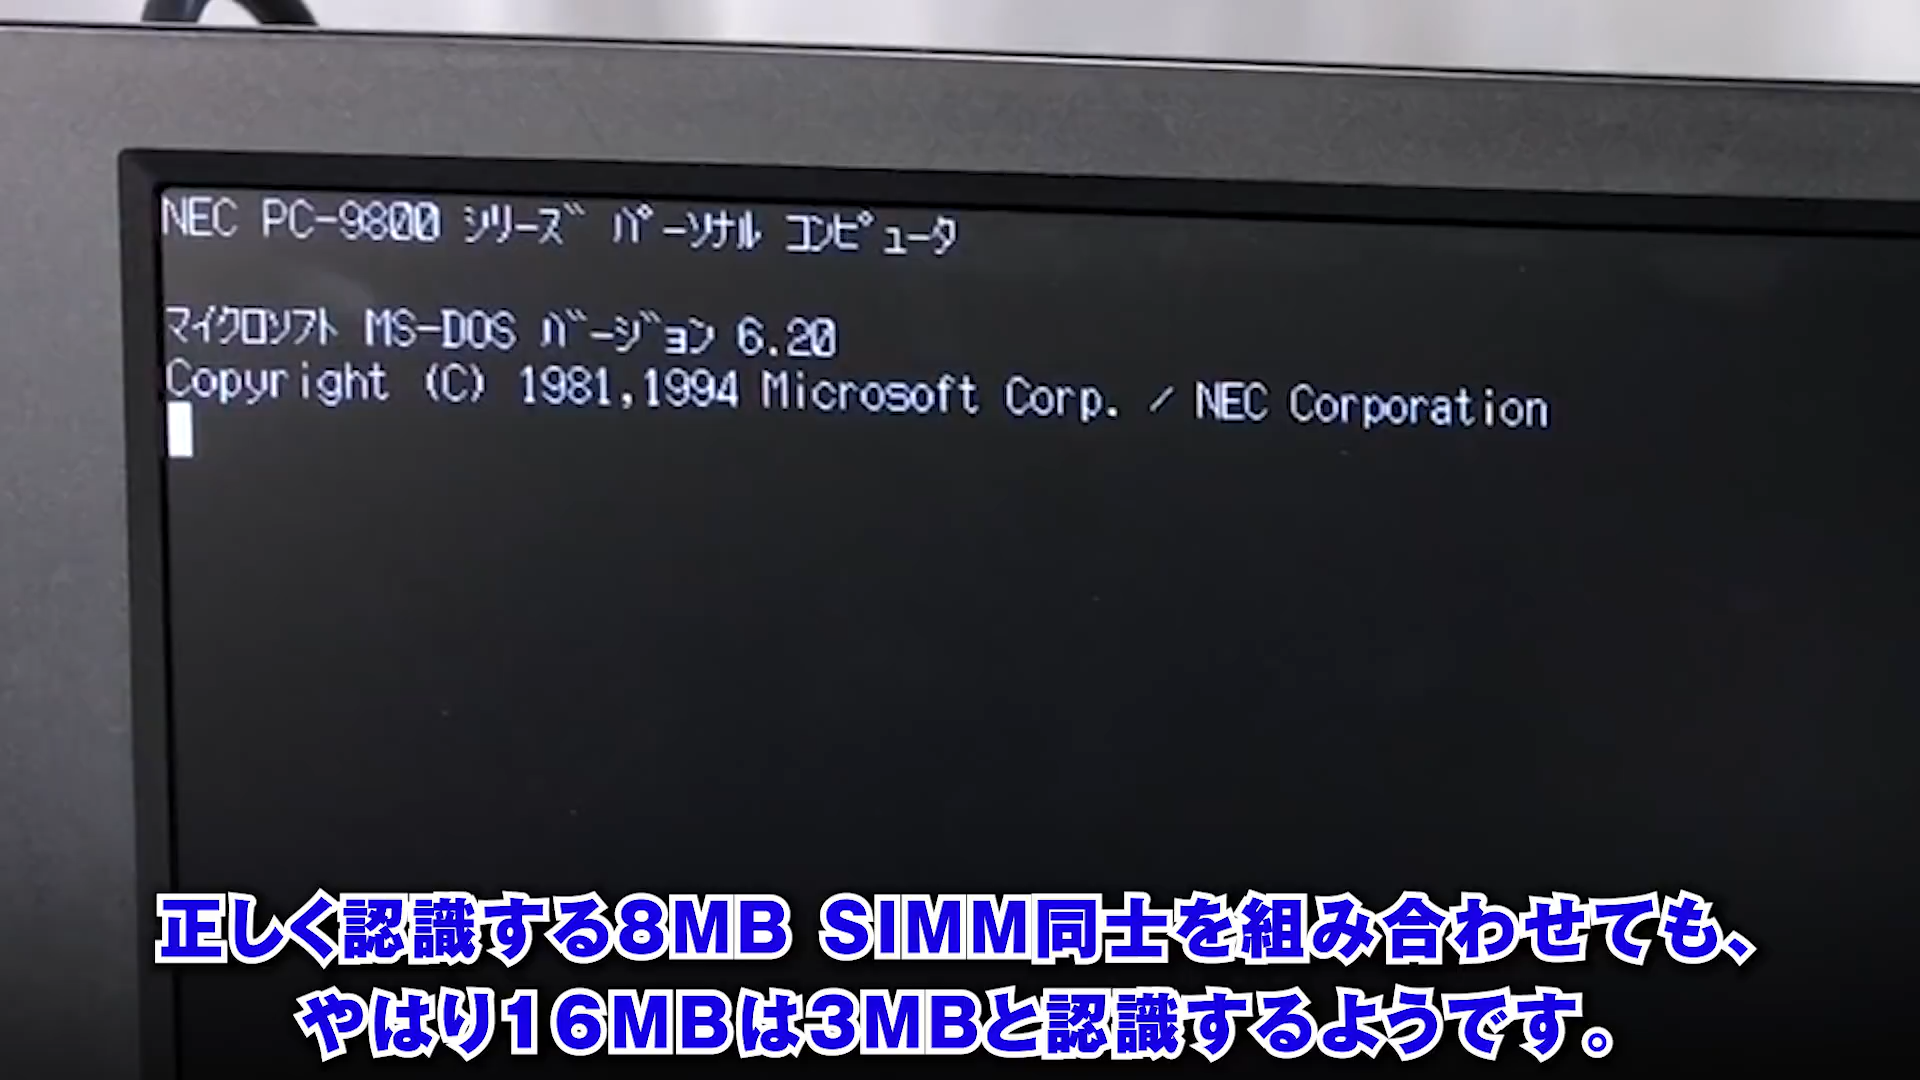 NEC PC-9800 ｼﾘｰｽﾞ ﾊﾟｰｿﾅﾙ ｺﾝﾋﾟｭｰﾀ
ﾏｲｸﾛｿﾌﾄ MS-DOS ﾊﾞｰｼﾞｮﾝ 6.20
Copyright (C) 1981,1994 Microsoft Corp. / NEC Corporation
正しく認識する8MB SIMM同士を組み合わせても、
やはり16MBは3MBと認識するようです。